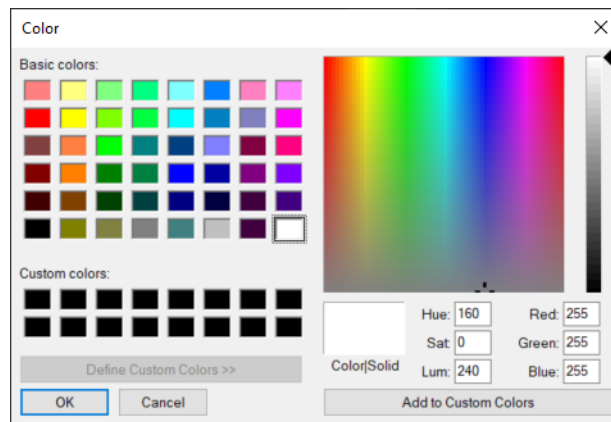 Color
Basic colors:
Custom colors:
Define Custom Colors >>
OK
Cancel
Color|Solid
Hue: 160
Sat: 0
Lum: 240
Red: 255
Green: 255
Blue: 255
Add to Custom Colors